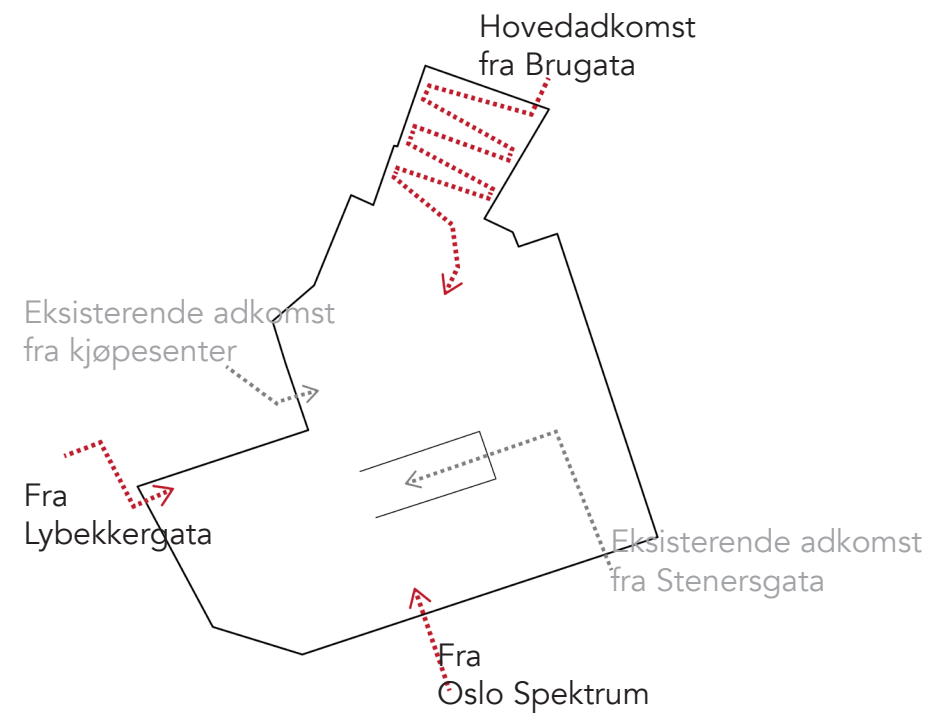 Hovedadkomst
fra Brugata
Eksisterende adkomst
fra kjøpesenter
Fra
Lybekkergata
Eksisterende adkomst
fra Stenersgata
Fra
Oslo Spektrum